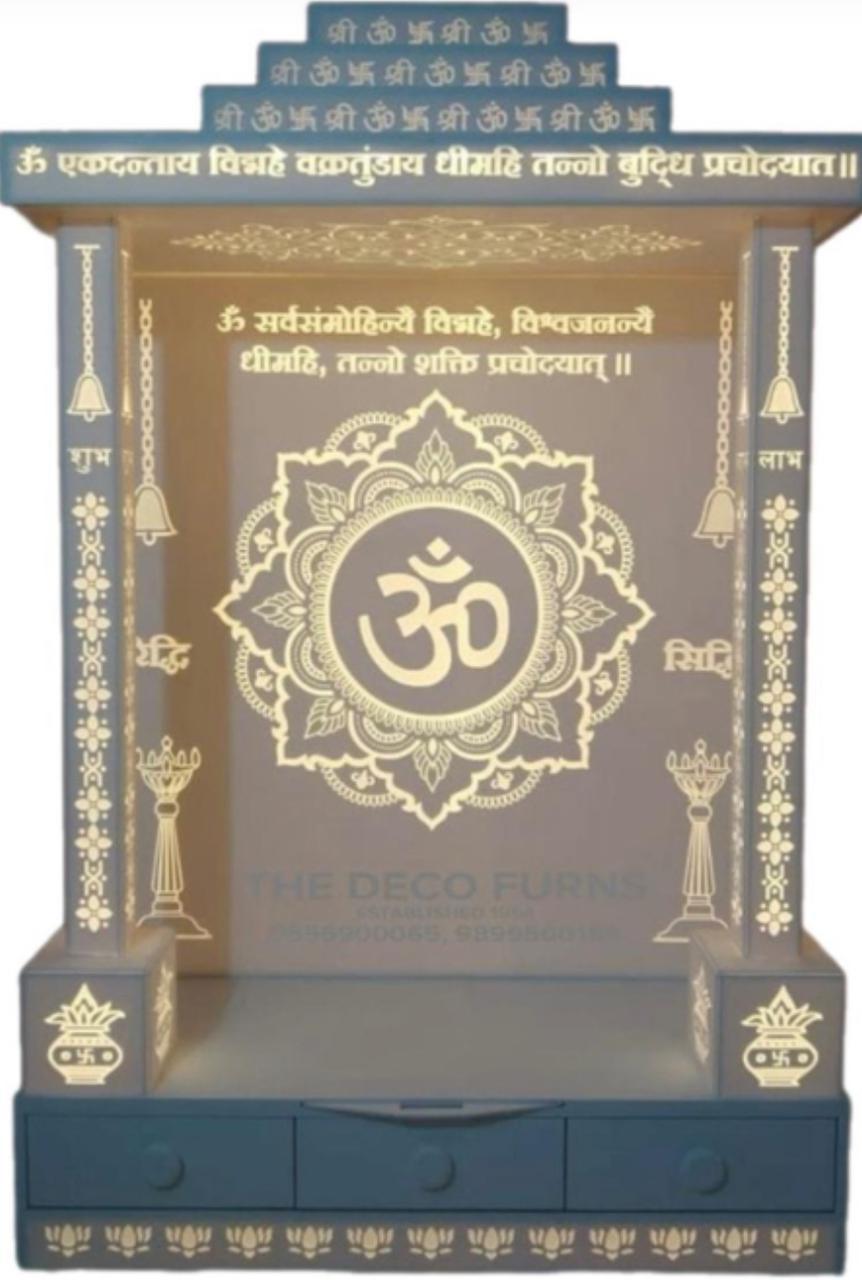 श्री ॐ 卐 श्री ॐ 卐
श्री ॐ 卐 श्री ॐ 卐 श्री ॐ 卐
श्री ॐ 卐 श्री ॐ 卐 श्री ॐ 卐 श्री ॐ 卐
ॐ एकदन्ताय विद्महे वक्रतुंडाय धीमहि तन्नो बुद्धि प्रचोदयात॥
ॐ सर्वसंमोहिन्यै विद्महे, विश्वजनन्यै
धीमहि, तन्नो शक्ति प्रचोदयात् ॥
शुभ
लाभ
ॐ
सिद्धि
THE DECO FURNS
ESTABLISHED